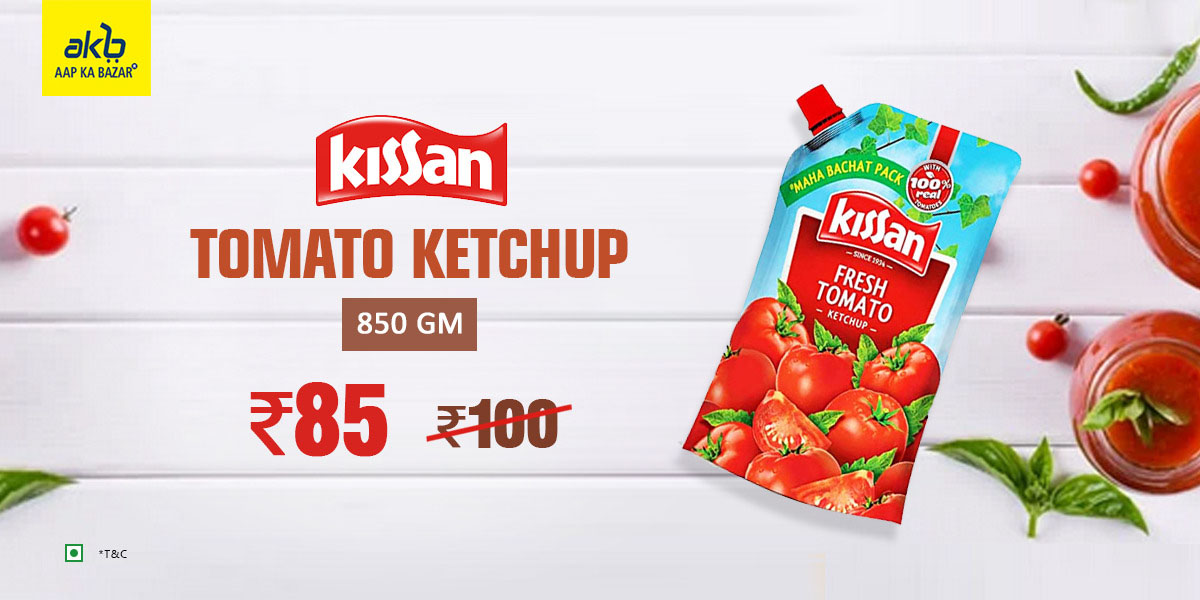 akb
AAP KA BAZAR
kissan
TOMATO KETCHUP
850 GM
₹85 ₹100
*T&C
*MAHA BACHAT PACK
WITH
100%
real
TOMATOES
kissan
SINCE 1934
FRESH
TOMATO
KETCHUP